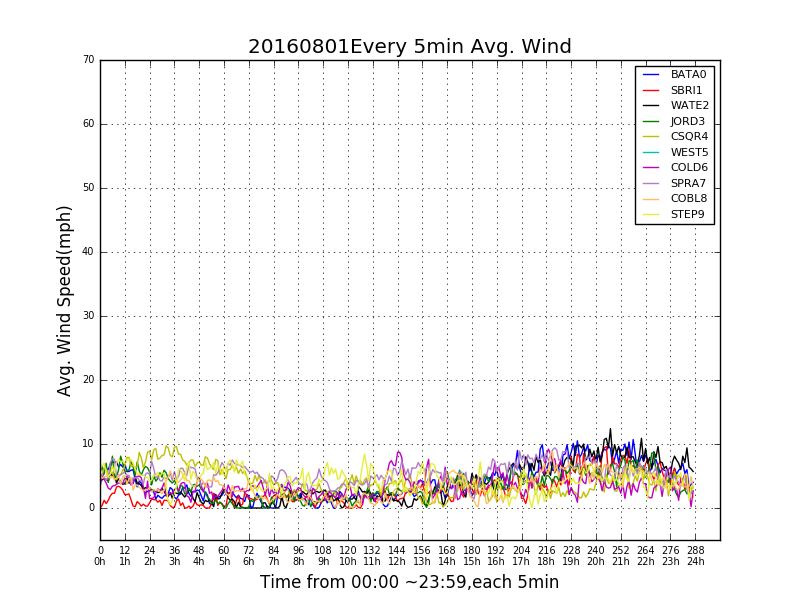 20160801Every 5min Avg. Wind
70
60
50
40
30
20
10
0
Avg. Wind Speed(mph)
BATA0
SBRI1
WATE2
JORD3
CSQR4
WEST5
COLD6
SPRA7
COBL8
STEP9
0 12 24 36 48 60 72 84 96 108 120 132 144 156 168 180 192 204 216 228 240 252 264 276 288
0h 1h 2h 3h 4h 5h 6h 7h 8h 9h 10h 11h 12h 13h 14h 15h 16h 17h 18h 19h 20h 21h 22h 23h 24h
Time from 00:00 ~23:59,each 5min